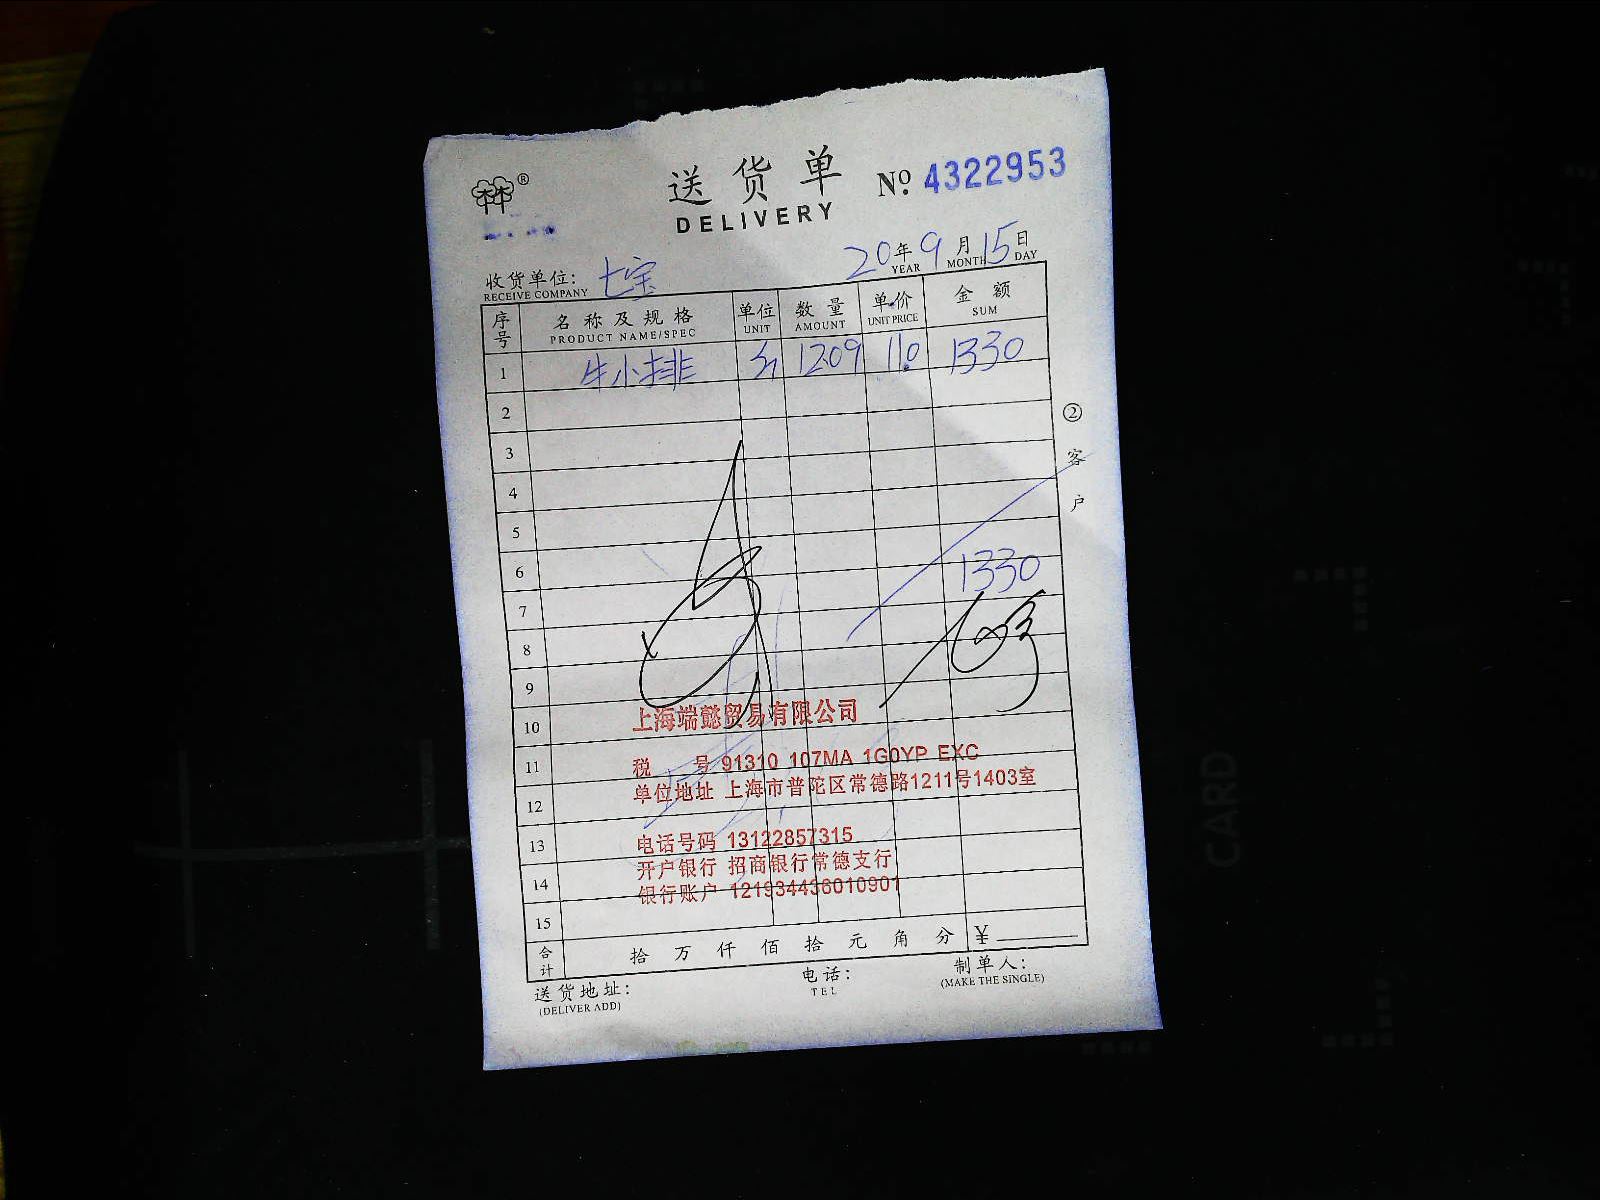 送货单 No. 4322953
DELIVERY
20年9月15日
YEAR MONTH DAY
收货单位: 七宝
RECEIVE COMPANY
序号 名称及规格 单位 数量 单价 金额
PRODUCT NAME/SPEC UNIT AMOUNT UNIT PRICE SUM
1 牛小排 斤 1330
2
3
4
5
6 1330
7
8
9
10
11
12
13
14
15
② 客户
上海端懿贸易有限公司
税 号 91310 107MA 1G0YP EXC
单位地址 上海市普陀区常德路1211号1403室
电话号码 13122857315
开户银行 招商银行常德支行
银行账户 121934436010901
合计 拾 万 仟 佰 拾 元 角 分 ¥
送货地址: 电话: 制单人:
(DELIVER ADD) TEL (MAKE THE SINGLE)
CARD